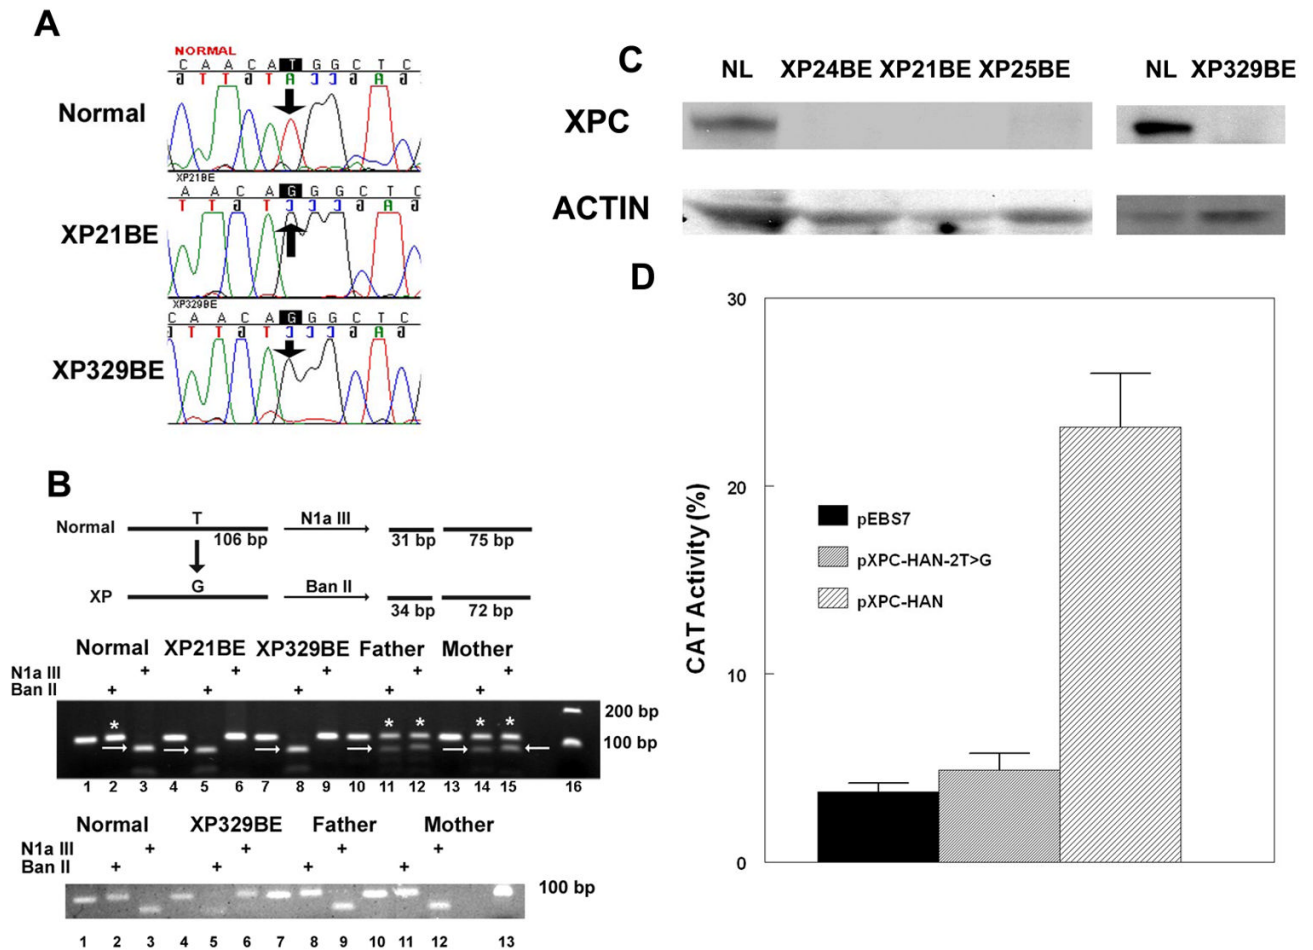 A
NORMAL
C A A C A T G G C T C
G T T G T A C C G A G
Normal
XP21BE
A A C A G G G C T C
T T G T C C C G A G
XP21BE
XP329BE
C A A C A G G G C T C
G T T G T C C C G A G
XP329BE
B
Normal T N1a III
106 bp 31 bp 75 bp
XP G Ban II
34 bp 72 bp
Normal XP21BE XP329BE Father Mother
N1a III + + + + +
Ban II + + + + +
* * * * *
200 bp
100 bp
1 2 3 4 5 6 7 8 9 10 11 12 13 14 15 16
Normal XP329BE Father Mother
N1a III + + + +
Ban II + + + +
100 bp
1 2 3 4 5 6 7 8 9 10 11 12 13
C
NL XP24BE XP21BE XP25BE NL XP329BE
XPC
ACTIN
D
30
20
10
0
CAT Activity (%)
pEBS7
pXPC-HAN-2T>G
pXPC-HAN